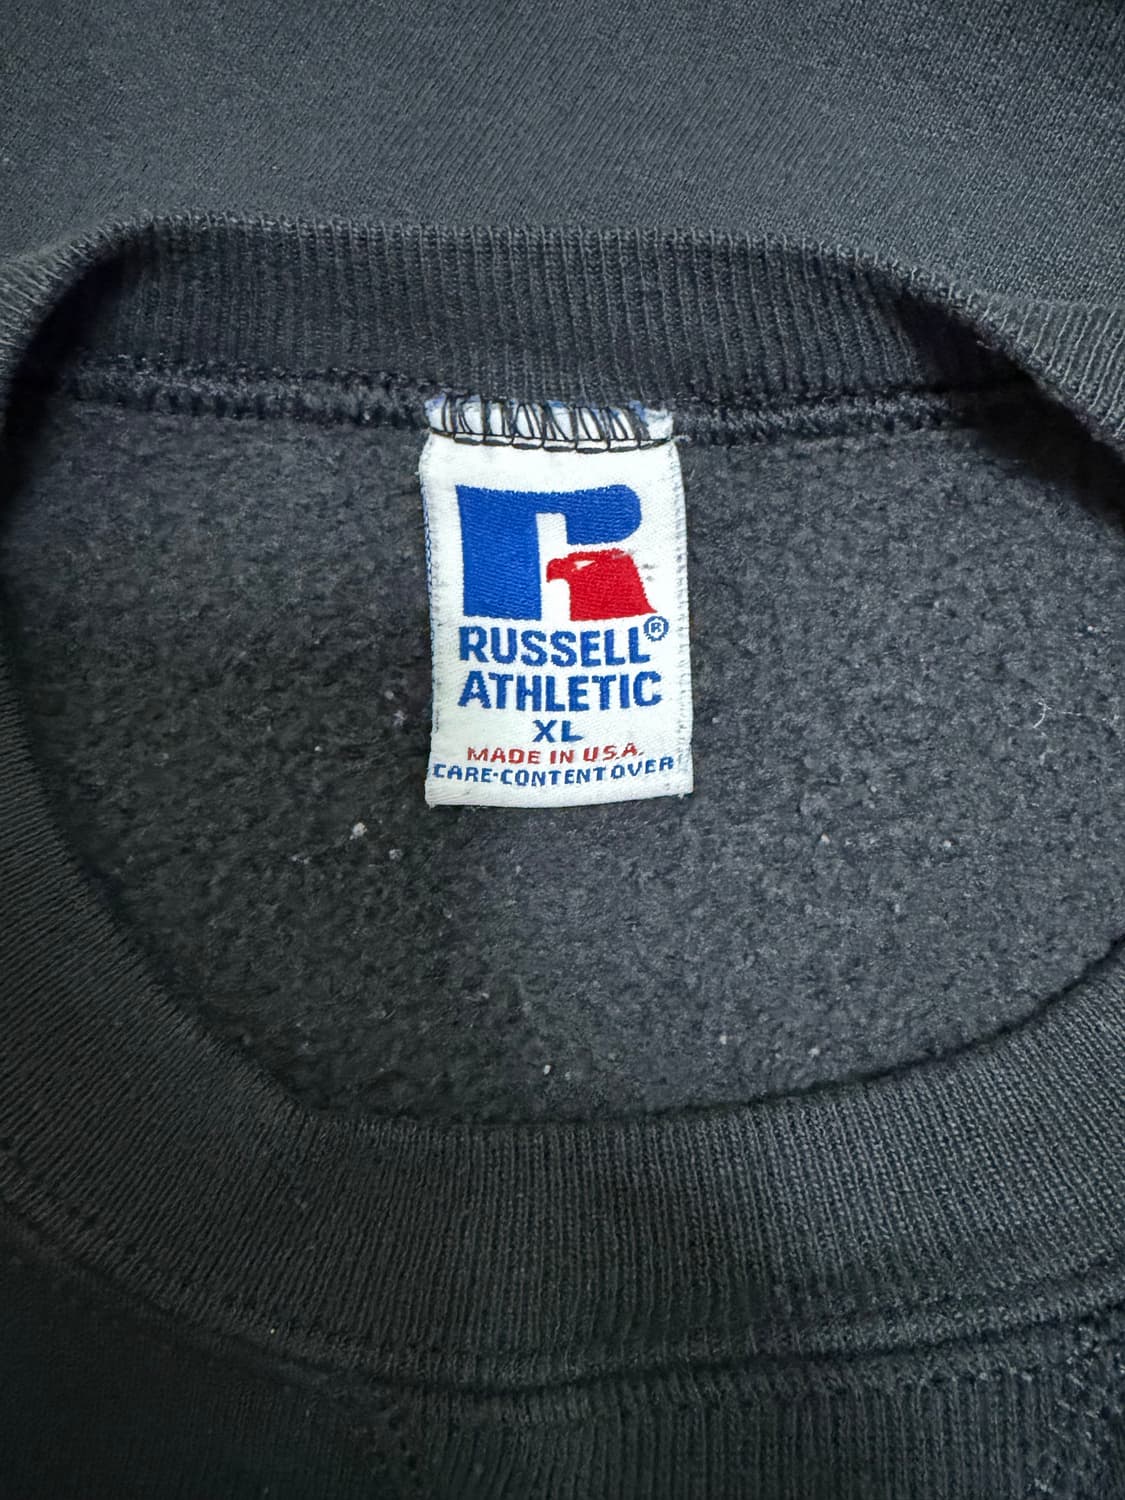 RUSSELL®
ATHLETIC
XL
MADE IN U.S.A.
CARE-CONTENT OVER